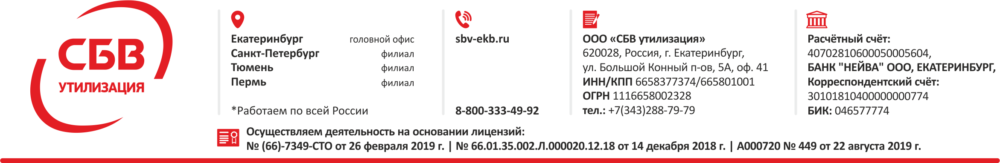 СБВ
УТИЛИЗАЦИЯ
Екатеринбург головной офис
Санкт-Петербург филиал
Тюмень филиал
Пермь филиал
*Работаем по всей России
sbv-ekb.ru
8-800-333-49-92
ООО «СБВ утилизация»
620028, Россия, г. Екатеринбург,
ул. Большой Конный п-ов, 5А, оф. 41
ИНН/КПП 6658377374/665801001
ОГРН 1116658002328
тел.: +7(343)288-79-79
Расчётный счёт:
40702810600050005604,
БАНК "НЕЙВА" ООО, ЕКАТЕРИНБУРГ,
Корреспондентский счёт:
30101810400000000774
БИК: 046577774
Осуществляем деятельность на основании лицензий:
№ (66)-7349-СТО от 26 февраля 2019 г. | № 66.01.35.002.Л.000020.12.18 от 14 декабря 2018 г. | А000720 № 449 от 22 августа 2019 г.